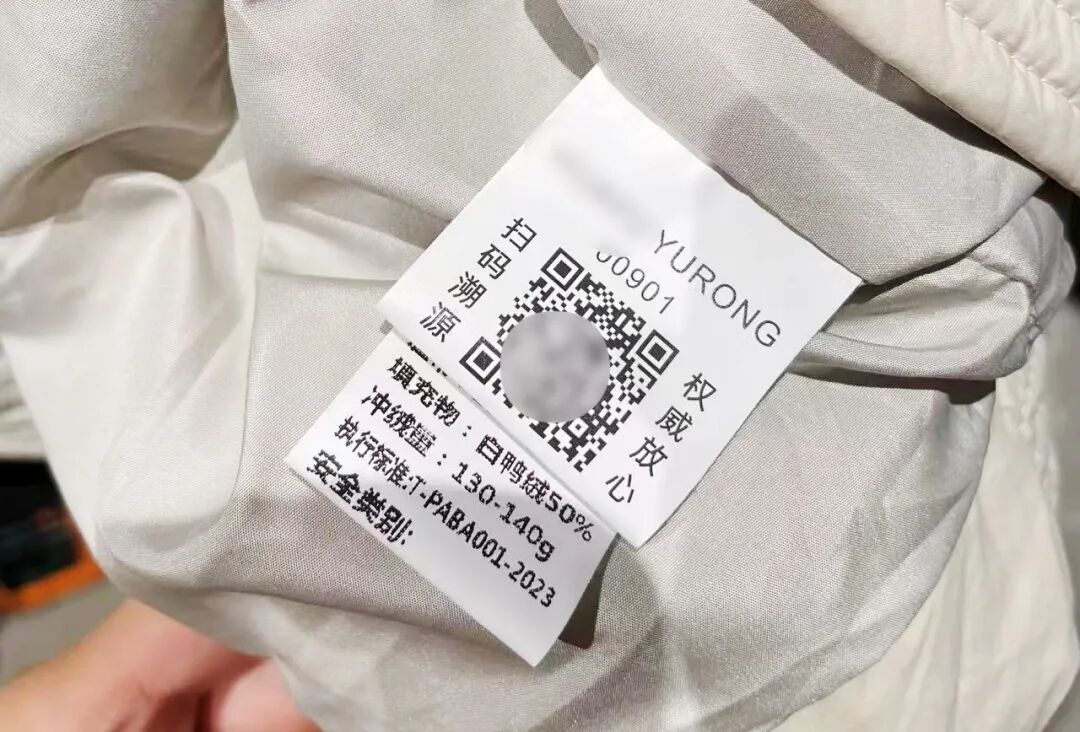 YURONG
00901
扫码溯源
权威放心
填充物：白鸭绒50%
冲绒量：130-140g
执行标准:T-PABA001-2023
安全类别: